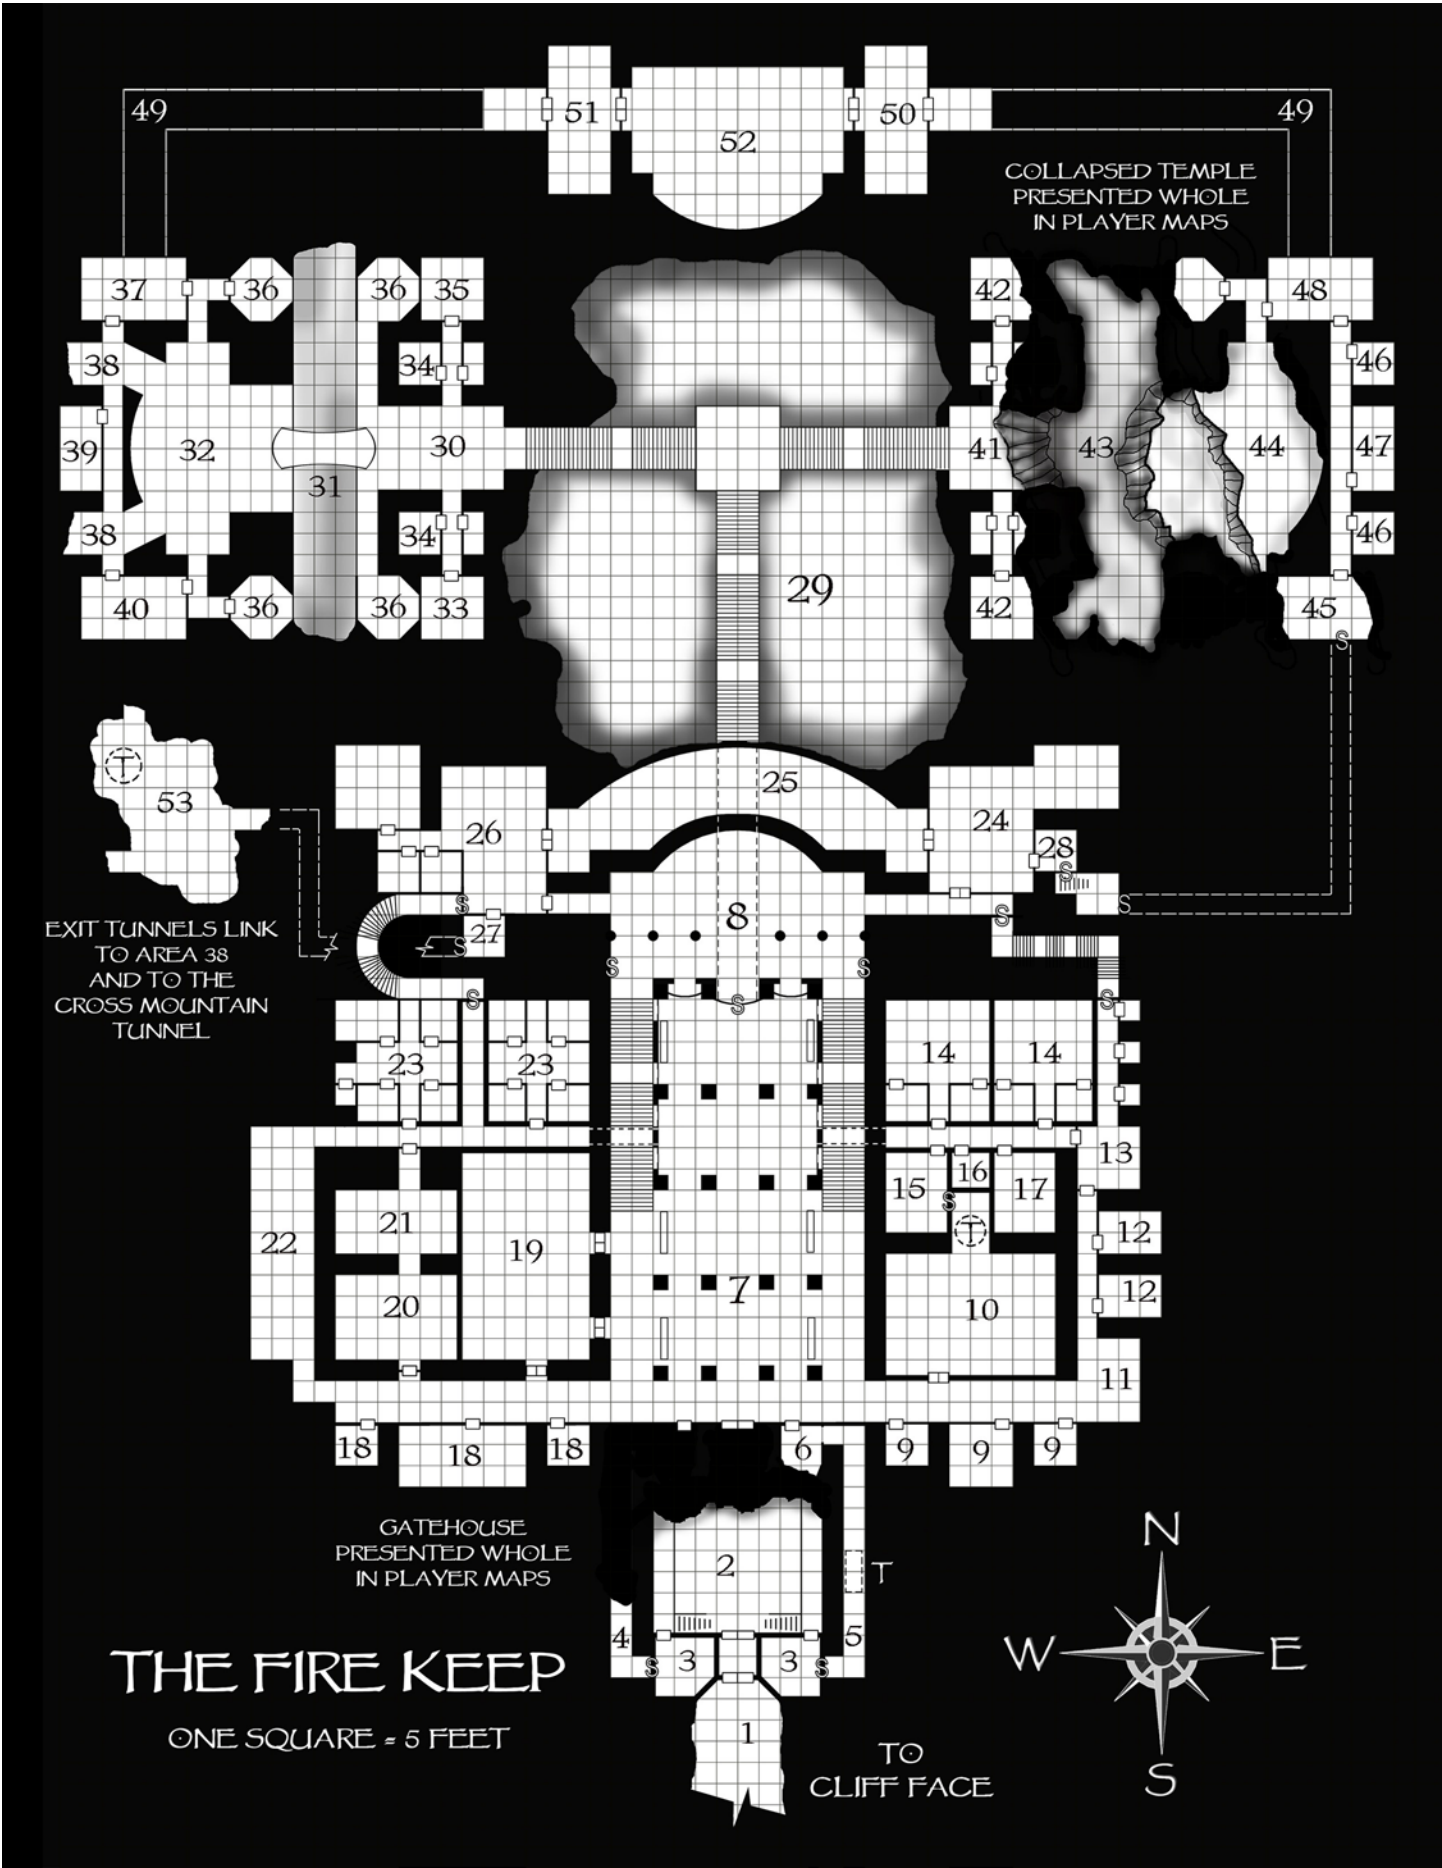 51
50
49
52
49
COLLAPSED TEMPLE
PRESENTED WHOLE
IN PLAYER MAPS
37
36
36
35
42
48
38
34
46
39
32
30
41
43
44
47
31
38
34
46
29
40
36
36
33
42
45
S
25
T
53
26
24
28
S
S
S
8
S
27
S
EXIT TUNNELS LINK
TO AREA 38
AND TO THE
CROSS MOUNTAIN
TUNNEL
S
S
S
S
S
S
23
23
14
14
13
16
15
17
S
21
T
12
22
19
7
12
20
10
11
18
18
18
6
9
9
9
GATEHOUSE
PRESENTED WHOLE
IN PLAYER MAPS
2
T
N
4
5
S
3
3
S
W
E
THE FIRE KEEP
ONE SQUARE = 5 FEET
1
TO
CLIFF FACE
S